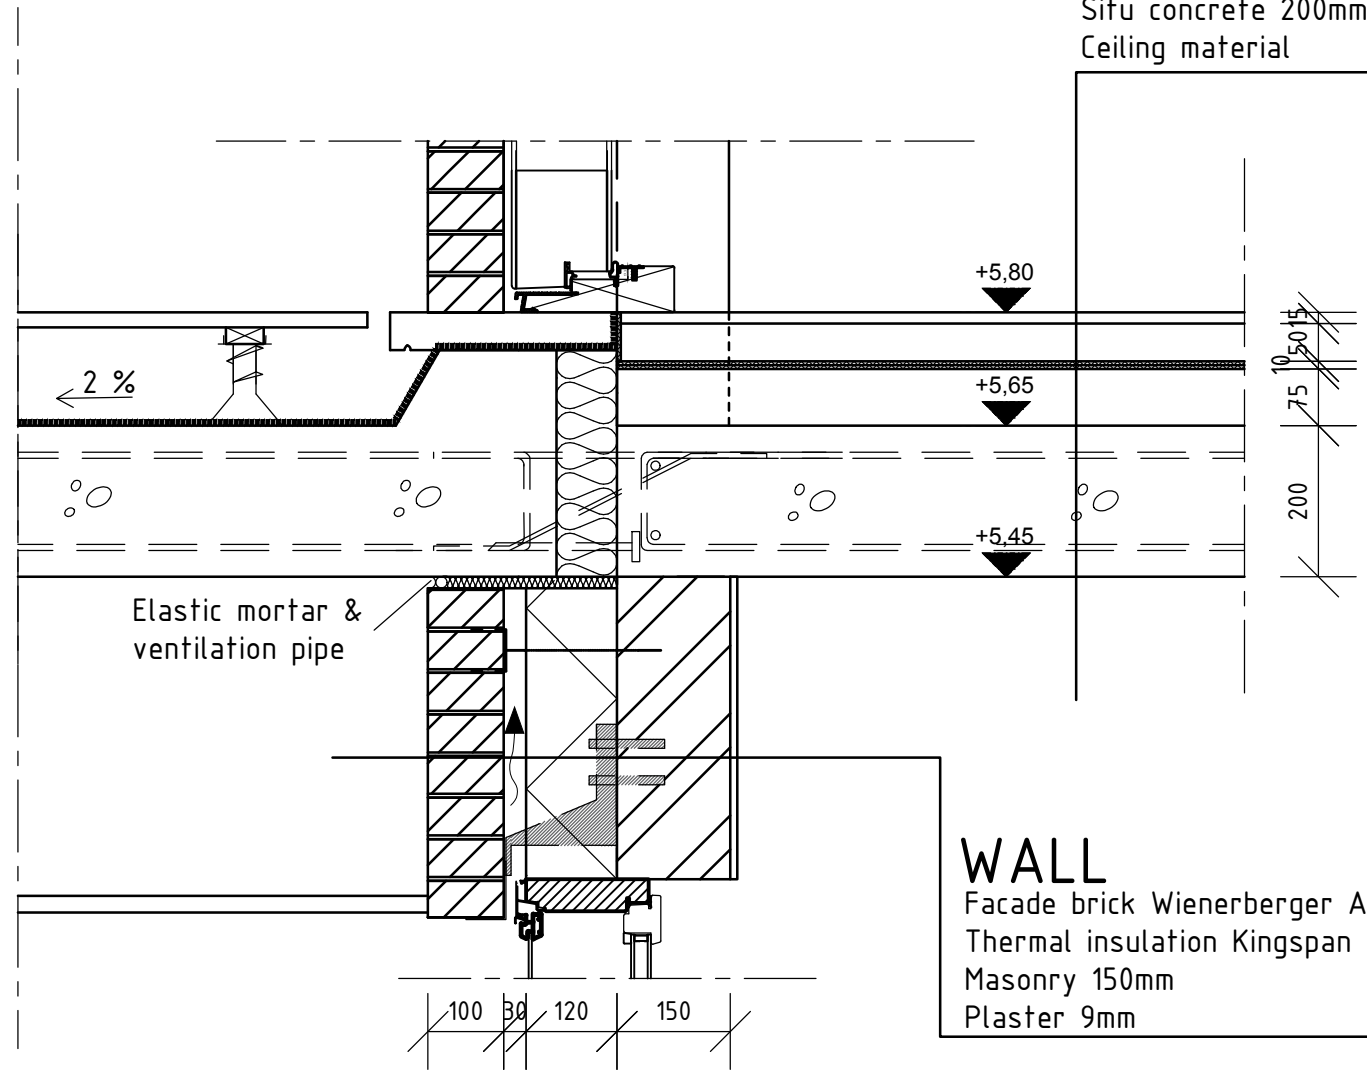 Situ concrete 200mm
Ceiling material
+5,80
15
50
10
2 %
+5,65
75
200
+5,45
Elastic mortar &
ventilation pipe
WALL
Facade brick Wienerberger A
Thermal insulation Kingspan
Masonry 150mm
Plaster 9mm
100 30 120 150